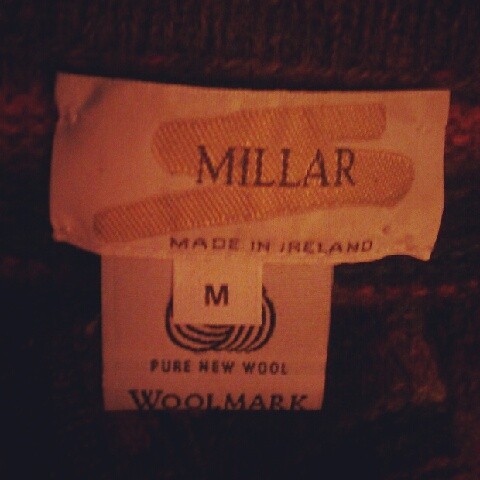 MILLAR
MADE IN IRELAND
M
PURE NEW WOOL
WOOLMARK